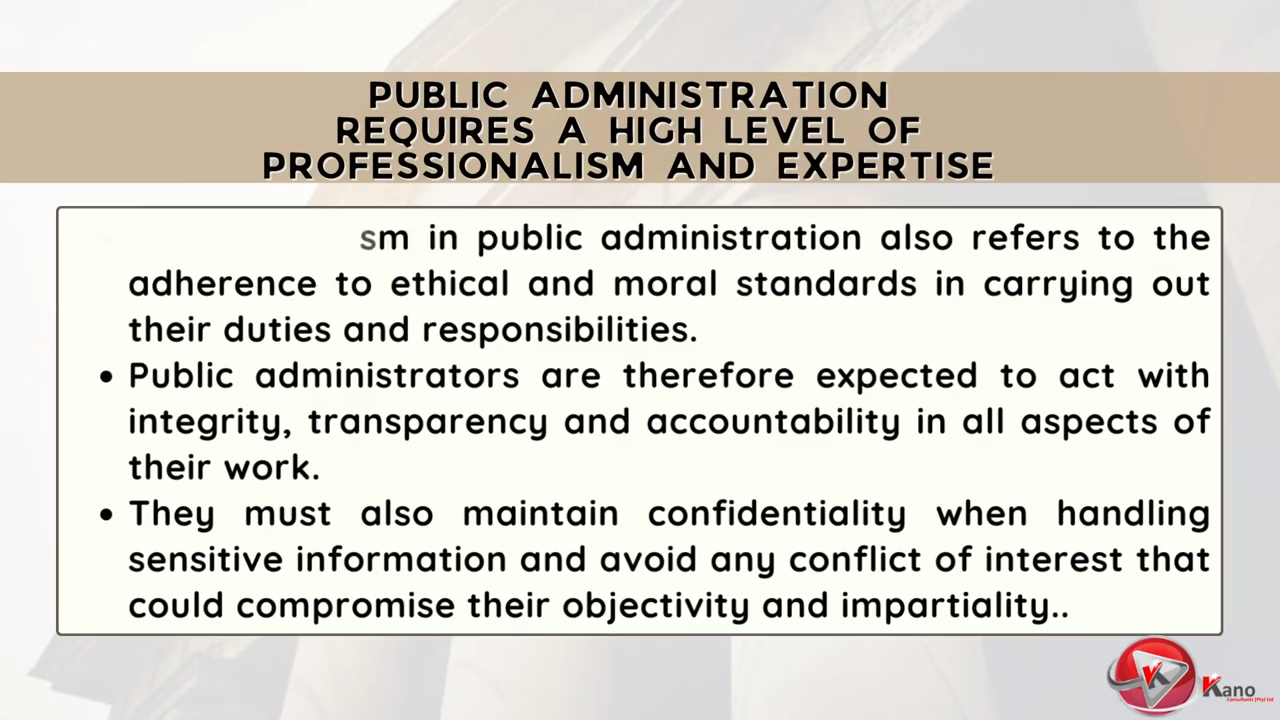 PUBLIC ADMINISTRATION
REQUIRES A HIGH LEVEL OF
PROFESSIONALISM AND EXPERTISE
sm in public administration also refers to the
adherence to ethical and moral standards in carrying out
their duties and responsibilities.
• Public administrators are therefore expected to act with
integrity, transparency and accountability in all aspects of
their work.
• They must also maintain confidentiality when handling
sensitive information and avoid any conflict of interest that
could compromise their objectivity and impartiality..
K
Kano
Consultants (Pty) Ltd